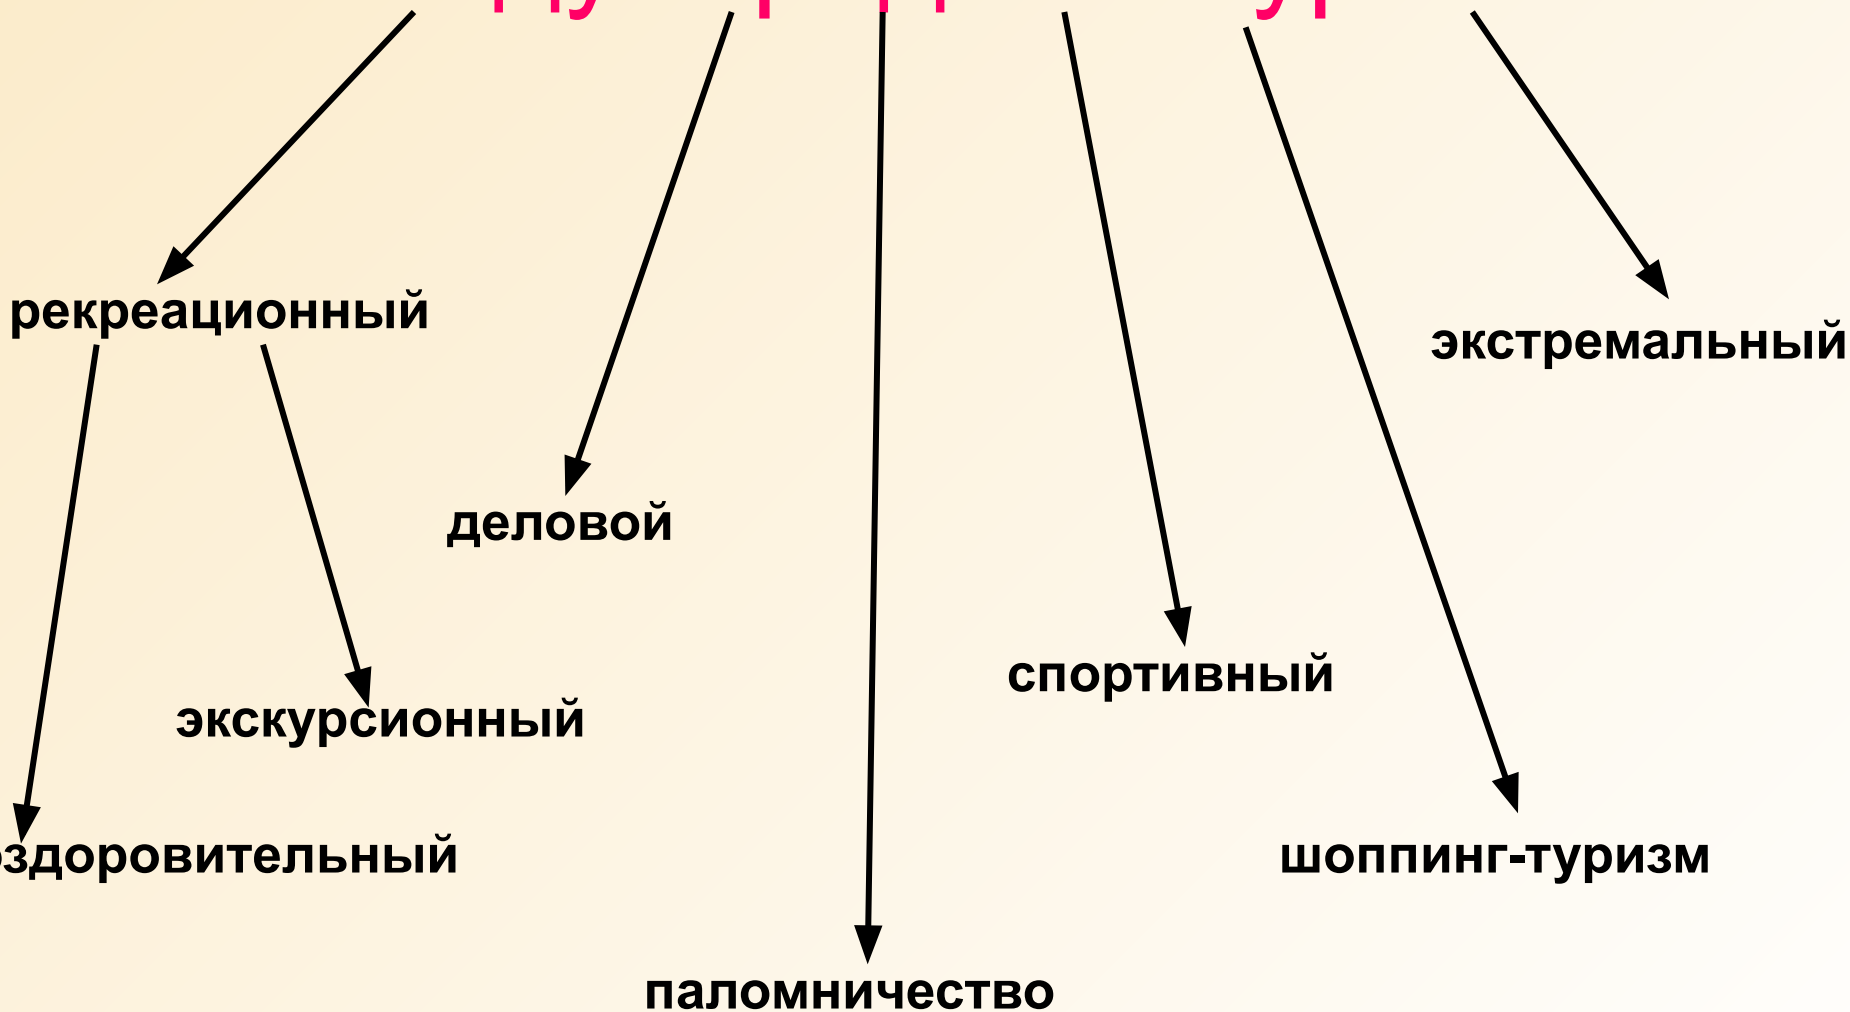 рекреационный
экстремальный
деловой
спортивный
экскурсионный
оздоровительный
шоппинг-туризм
паломничество